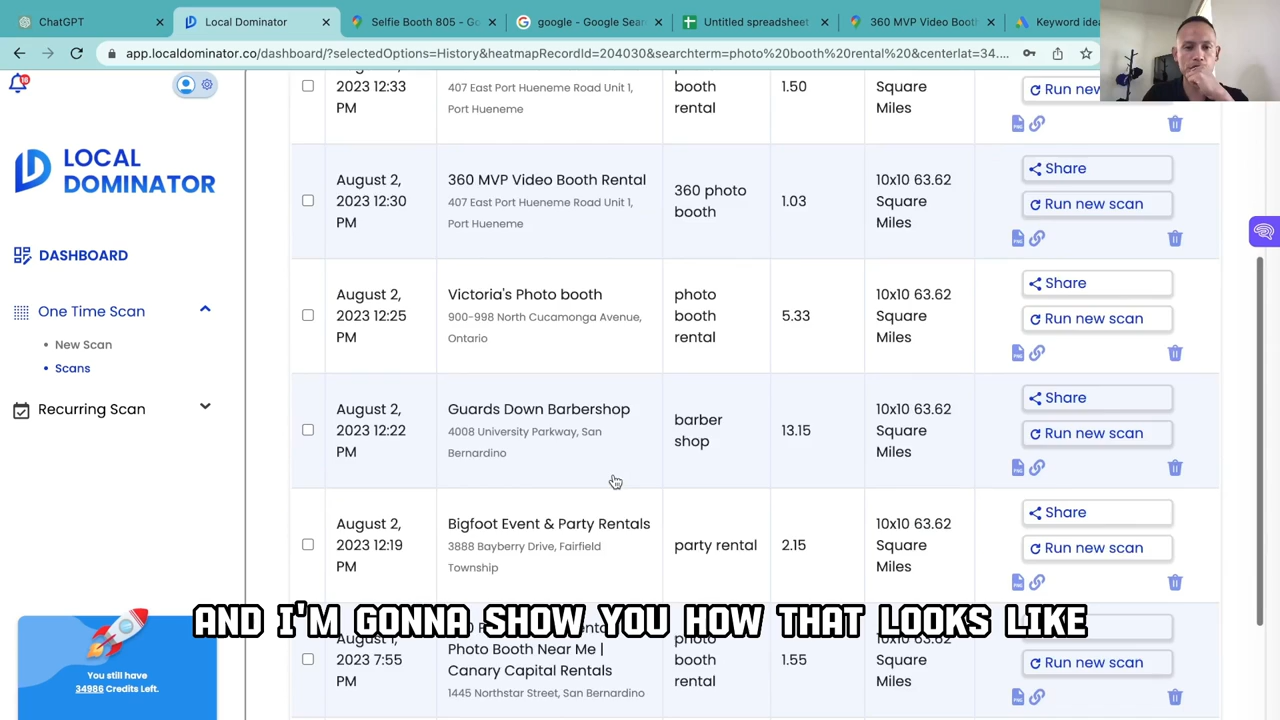 ChatGPT
Local Dominator
Selfie Booth 805 - Go
google - Google Sear
Untitled spreadsheet
360 MVP Video Booth
Keyword idea
app.localdominator.co/dashboard/?selectedOptions=History&heatmapRecordId=204030&searchterm=photo%20booth%20rental%20&centerlat=34....
18
LOCAL
DOMINATOR
DASHBOARD
One Time Scan
New Scan
Scans
Recurring Scan
You still have
34986 Credits Left.
2023 12:33
PM
407 East Port Hueneme Road Unit 1,
Port Hueneme
booth
rental
1.50
Square
Miles
Run new
August 2,
2023 12:30
PM
360 MVP Video Booth Rental
407 East Port Hueneme Road Unit 1,
Port Hueneme
360 photo
booth
1.03
10x10 63.62
Square
Miles
Share
Run new scan
August 2,
2023 12:25
PM
Victoria's Photo booth
900-998 North Cucamonga Avenue,
Ontario
photo
booth
rental
5.33
10x10 63.62
Square
Miles
Share
Run new scan
August 2,
2023 12:22
PM
Guards Down Barbershop
4008 University Parkway, San
Bernardino
barber
shop
13.15
10x10 63.62
Square
Miles
Share
Run new scan
August 2,
2023 12:19
PM
Bigfoot Event & Party Rentals
3888 Bayberry Drive, Fairfield
Township
party rental
2.15
10x10 63.62
Square
Miles
Share
Run new scan
AND I'M GONNA SHOW YOU HOW THAT LOOKS LIKE
August 1,
2023 7:55
PM
Photo Booth Near Me |
Canary Capital Rentals
1445 Northstar Street, San Bernardino
photo
booth
rental
1.55
Square
Miles
Run new scan